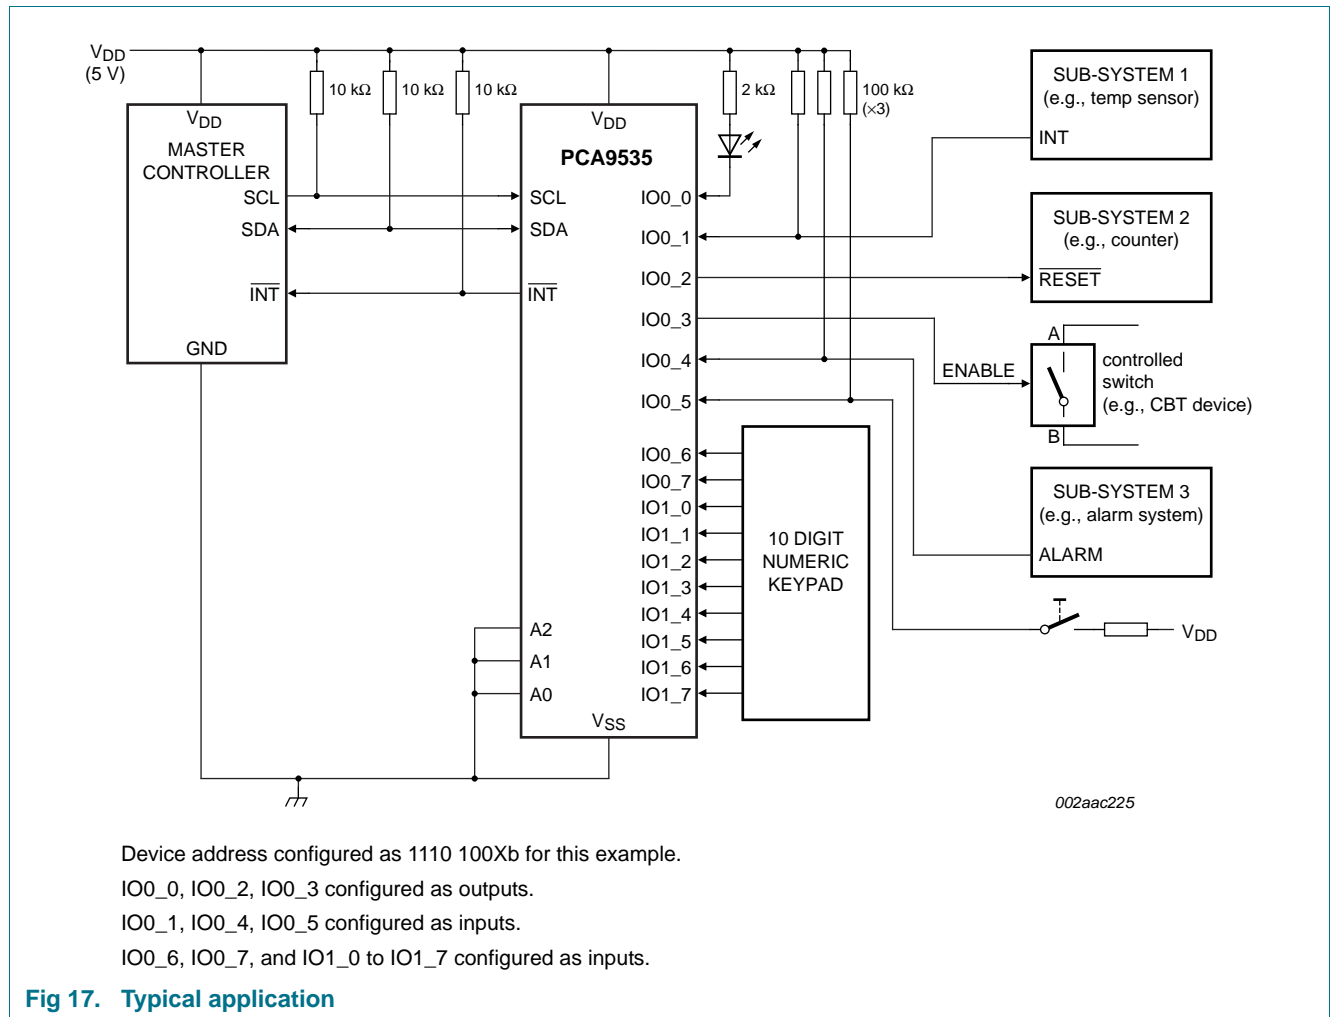 VDD
(5 V)
10 kΩ
10 kΩ
10 kΩ
2 kΩ
100 kΩ
(×3)
VDD
MASTER
CONTROLLER
SCL
SDA
INT
GND
VDD
PCA9535
SCL
SDA
INT
A2
A1
A0
VSS
IO0_0
IO0_1
IO0_2
IO0_3
IO0_4
IO0_5
IO0_6
IO0_7
IO1_0
IO1_1
IO1_2
IO1_3
IO1_4
IO1_5
IO1_6
IO1_7
10 DIGIT
NUMERIC
KEYPAD
SUB-SYSTEM 1
(e.g., temp sensor)
INT
SUB-SYSTEM 2
(e.g., counter)
RESET
A
ENABLE
B
controlled
switch
(e.g., CBT device)
SUB-SYSTEM 3
(e.g., alarm system)
ALARM
VDD
002aac225
Device address configured as 1110 100Xb for this example.
IO0_0, IO0_2, IO0_3 configured as outputs.
IO0_1, IO0_4, IO0_5 configured as inputs.
IO0_6, IO0_7, and IO1_0 to IO1_7 configured as inputs.
Fig 17. Typical application